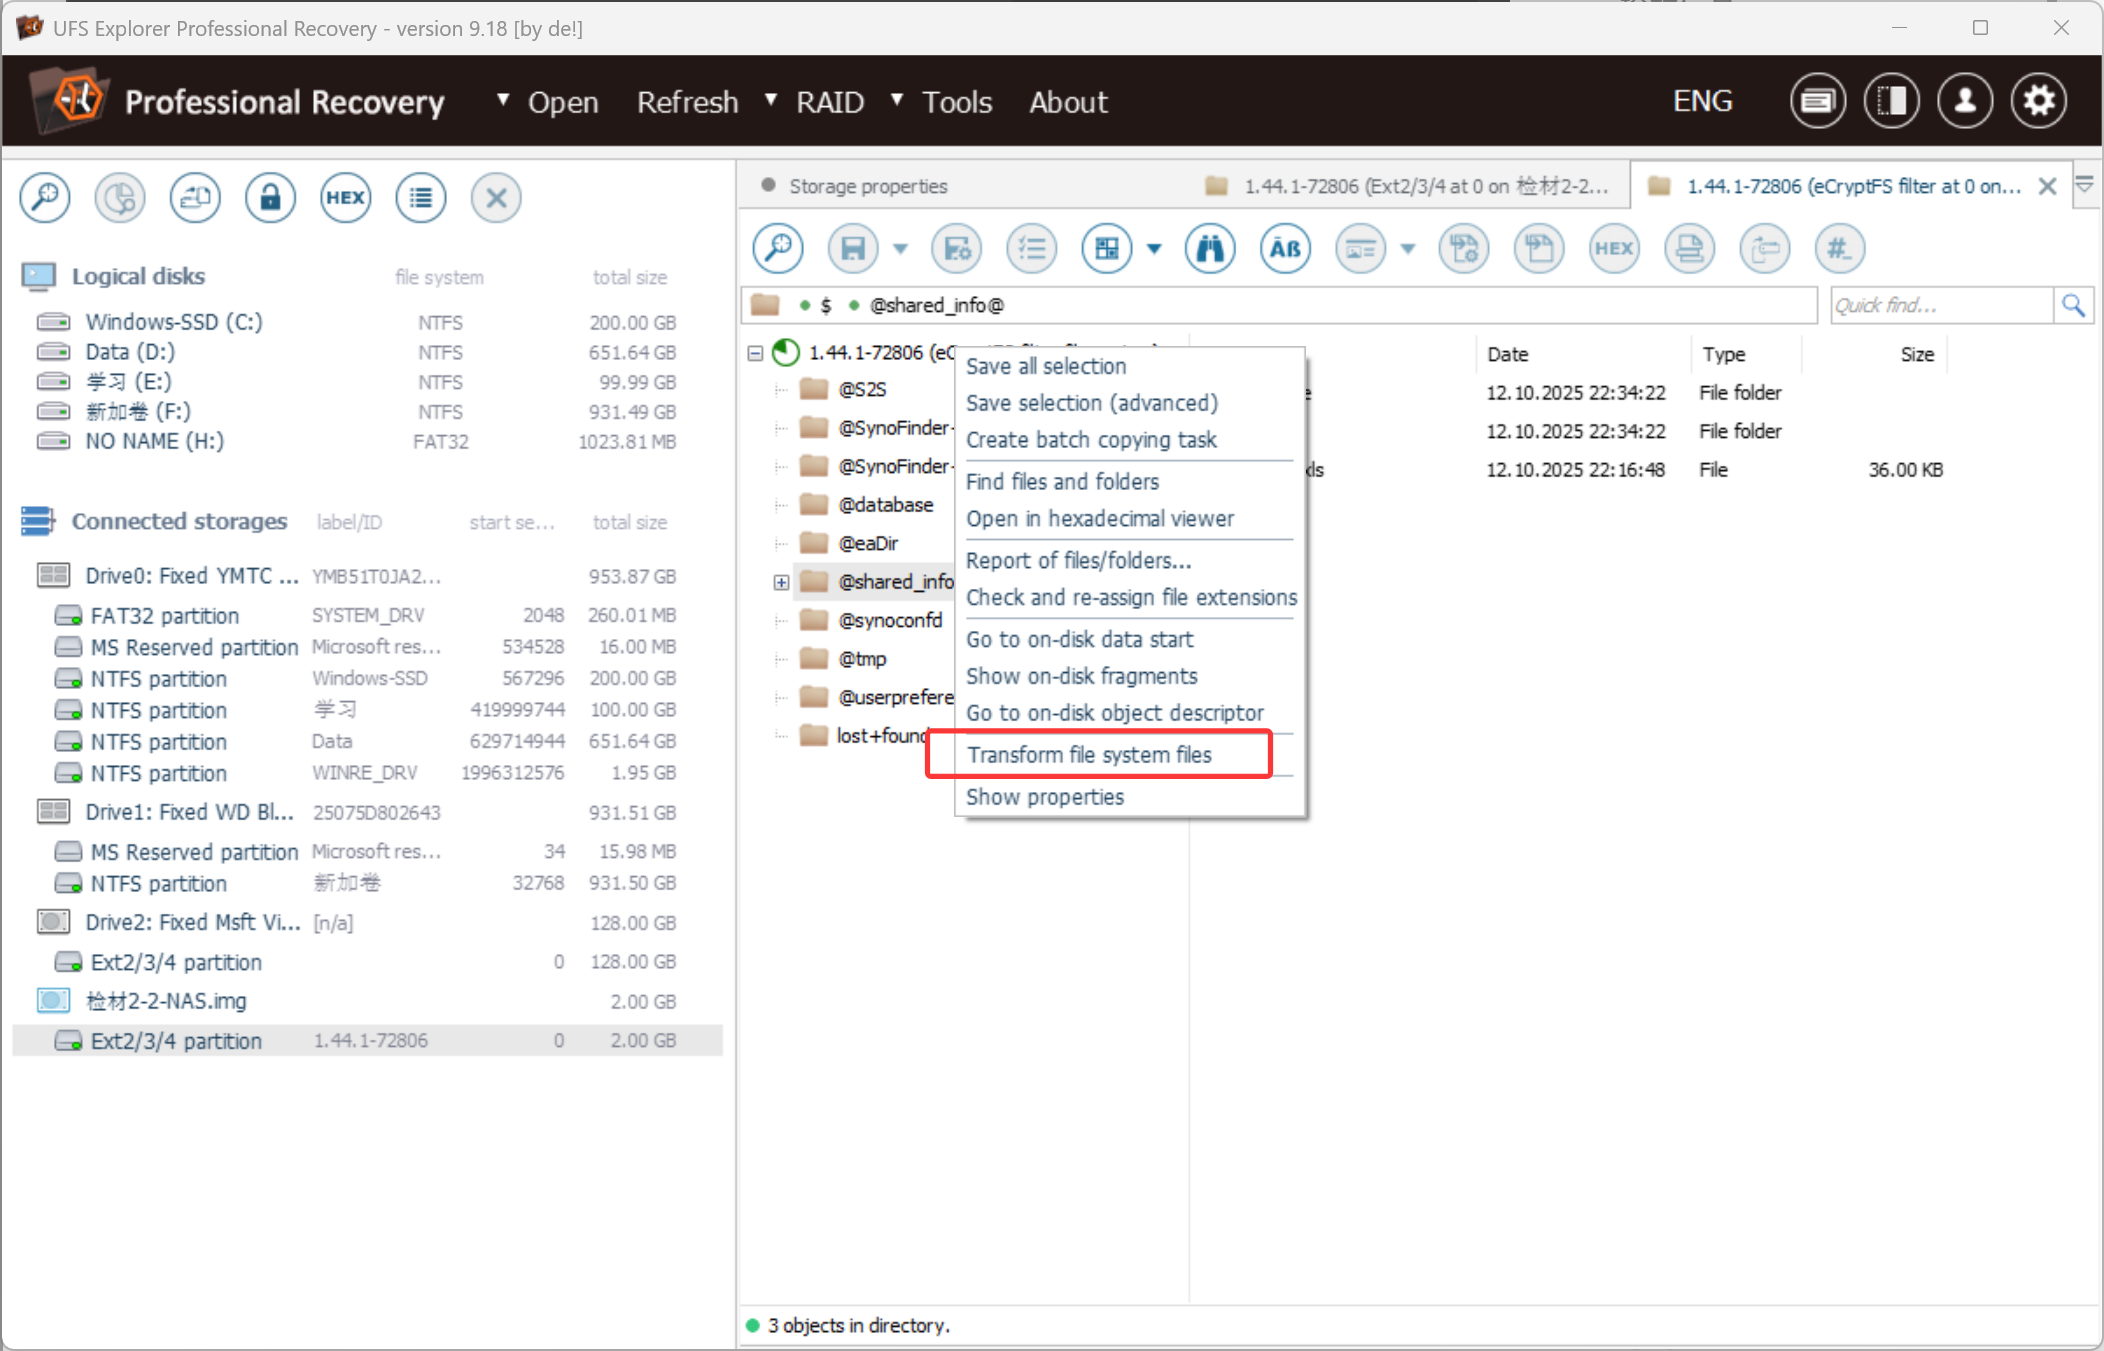 UFS Explorer Professional Recovery - version 9.18 [by de!]
Professional Recovery
Open
Refresh
RAID
Tools
About
ENG
HEX
Logical disks file system total size
Windows-SSD (C:) NTFS 200.00 GB
Data (D:) NTFS 651.64 GB
学习 (E:) NTFS 99.99 GB
新加卷 (F:) NTFS 931.49 GB
NO NAME (H:) FAT32 1023.81 MB
Connected storages label/ID start se... total size
Drive0: Fixed YMTC ... YMB51T0JA2... 953.87 GB
FAT32 partition SYSTEM_DRV 2048 260.01 MB
MS Reserved partition Microsoft res... 534528 16.00 MB
NTFS partition Windows-SSD 567296 200.00 GB
NTFS partition 学习 419999744 100.00 GB
NTFS partition Data 629714944 651.64 GB
NTFS partition WINRE_DRV 1996312576 1.95 GB
Drive1: Fixed WD Bl... 25075D802643 931.51 GB
MS Reserved partition Microsoft res... 34 15.98 MB
NTFS partition 新加卷 32768 931.50 GB
Drive2: Fixed Msft Vi... [n/a] 128.00 GB
Ext2/3/4 partition 0 128.00 GB
检材2-2-NAS.img 2.00 GB
Ext2/3/4 partition 1.44.1-72806 0 2.00 GB
Storage properties
1.44.1-72806 (Ext2/3/4 at 0 on 检材2-2...
1.44.1-72806 (eCryptFS filter at 0 on...
Äß
HEX
#_
$ @shared_info@
Quick find...
1.44.1-72806 (eC
@S2S
@SynoFinder-
@SynoFinder-
@database
@eaDir
@shared_info
@synoconfd
@tmp
@userprefere
lost+found
Save all selection
Save selection (advanced)
Create batch copying task
Find files and folders
Open in hexadecimal viewer
Report of files/folders...
Check and re-assign file extensions
Go to on-disk data start
Show on-disk fragments
Go to on-disk object descriptor
Transform file system files
Show properties
Date Type Size
e 12.10.2025 22:34:22 File folder
12.10.2025 22:34:22 File folder
xls 12.10.2025 22:16:48 File 36.00 KB
3 objects in directory.